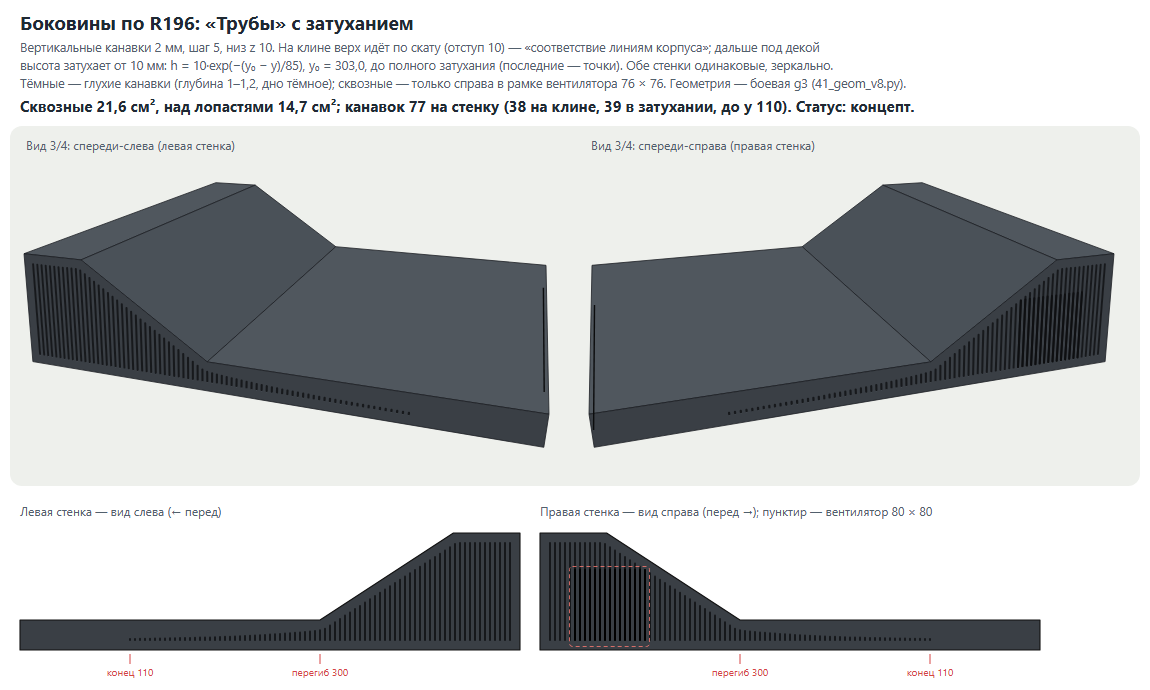 Боковины по R196: «Трубы» с затуханием
Вертикальные канавки 2 мм, шаг 5, низ z 10. На клине верх идёт по скату (отступ 10) — «соответствие линиям корпуса»; дальше под декой
высота затухает от 10 мм: h = 10·exp(−(y₀ − y)/85), y₀ = 303,0, до полного затухания (последние — точки). Обе стенки одинаковые, зеркально.
Тёмные — глухие канавки (глубина 1–1,2, дно тёмное); сквозные — только справа в рамке вентилятора 76 × 76. Геометрия — боевая g3 (41_geom_v8.py).
Сквозные 21,6 см², над лопастями 14,7 см²; канавок 77 на стенку (38 на клине, 39 в затухании, до y 110). Статус: концепт.
Вид 3/4: спереди-слева (левая стенка)
Вид 3/4: спереди-справа (правая стенка)
Левая стенка — вид слева (← перед)
Правая стенка — вид справа (перед →); пунктир — вентилятор 80 × 80
конец 110
перегиб 300
перегиб 300
конец 110